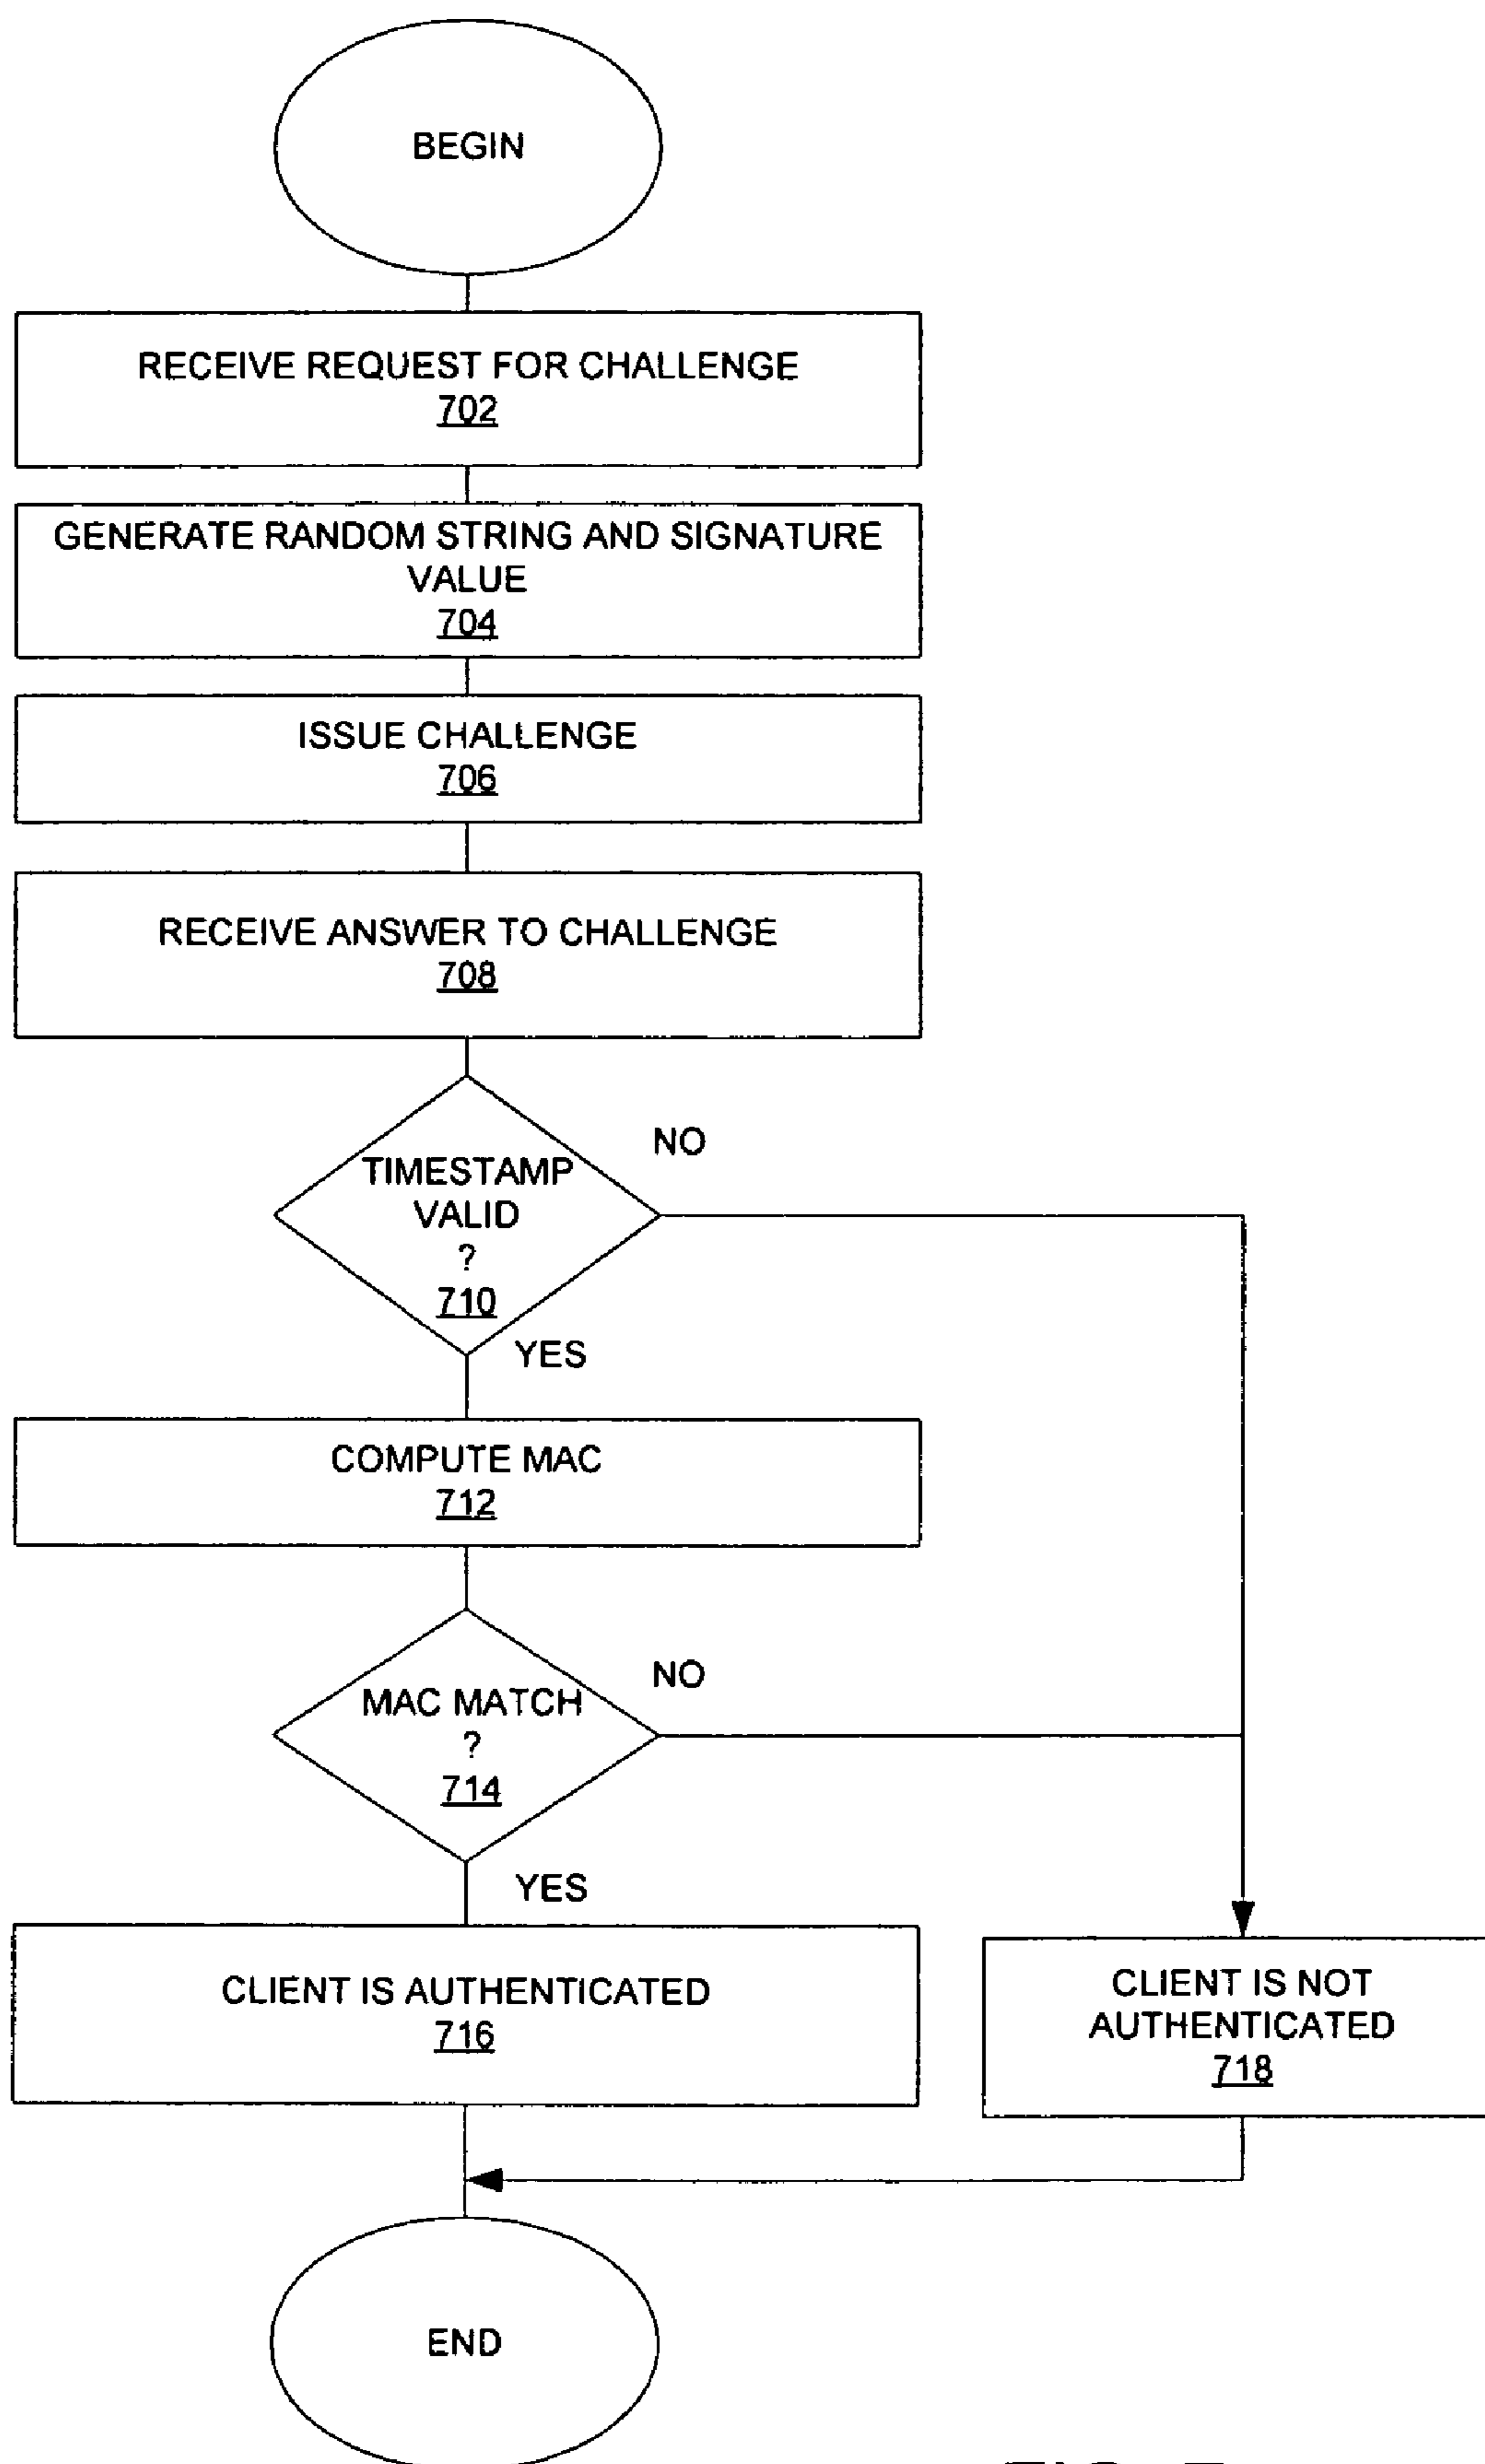 BEGIN
RECEIVE REQUEST FOR CHALLENGE
702
GENERATE RANDOM STRING AND SIGNATURE
VALUE
704
ISSUE CHALLENGE
706
RECEIVE ANSWER TO CHALLENGE
708
NO
TIMESTAMP
VALID
?
710
YES
COMPUTE MAC
712
NO
MAC MATCH
?
714
YES
CLIENT IS AUTHENTICATED
716
CLIENT IS NOT
AUTHENTICATED
718
END